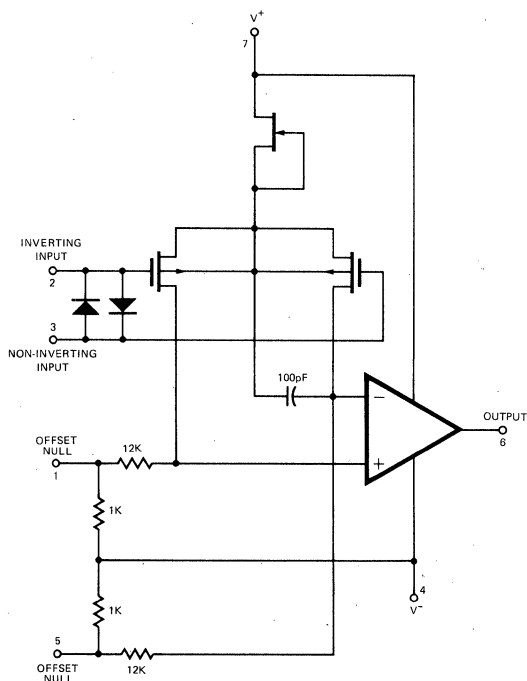 V+
7
INVERTING
INPUT
2
3
NON-INVERTING
INPUT
100pF
−
+
OUTPUT
6
OFFSET
NULL
1
12K
1K
4
V−
1K
5
OFFSET
NULL
12K